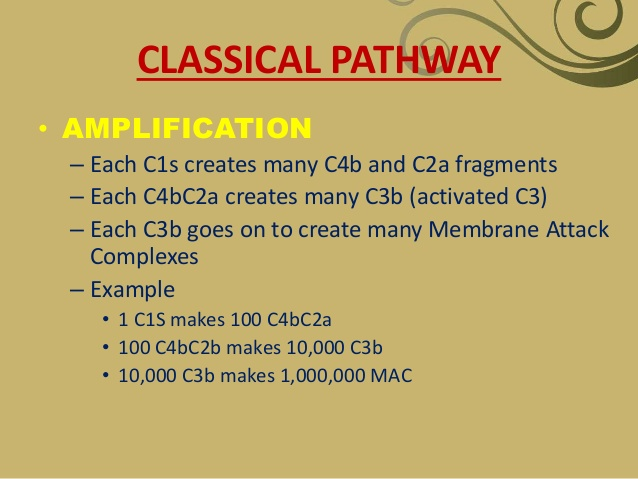 CLASSICAL PATHWAY
• AMPLIFICATION
– Each C1s creates many C4b and C2a fragments
– Each C4bC2a creates many C3b (activated C3)
– Each C3b goes on to create many Membrane Attack
Complexes
– Example
• 1 C1S makes 100 C4bC2a
• 100 C4bC2b makes 10,000 C3b
• 10,000 C3b makes 1,000,000 MAC